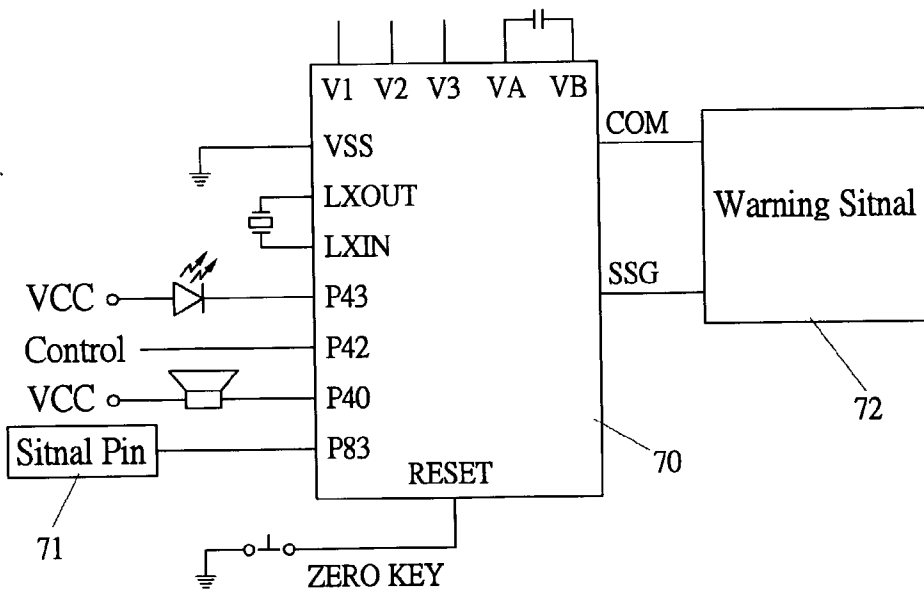 V1 V2 V3 VA VB
VSS
LXOUT
LXIN
VCC P43
Control P42
VCC P40
Sitnal Pin P83
RESET
ZERO KEY
COM
SSG
Warning Sitnal
70
71
72